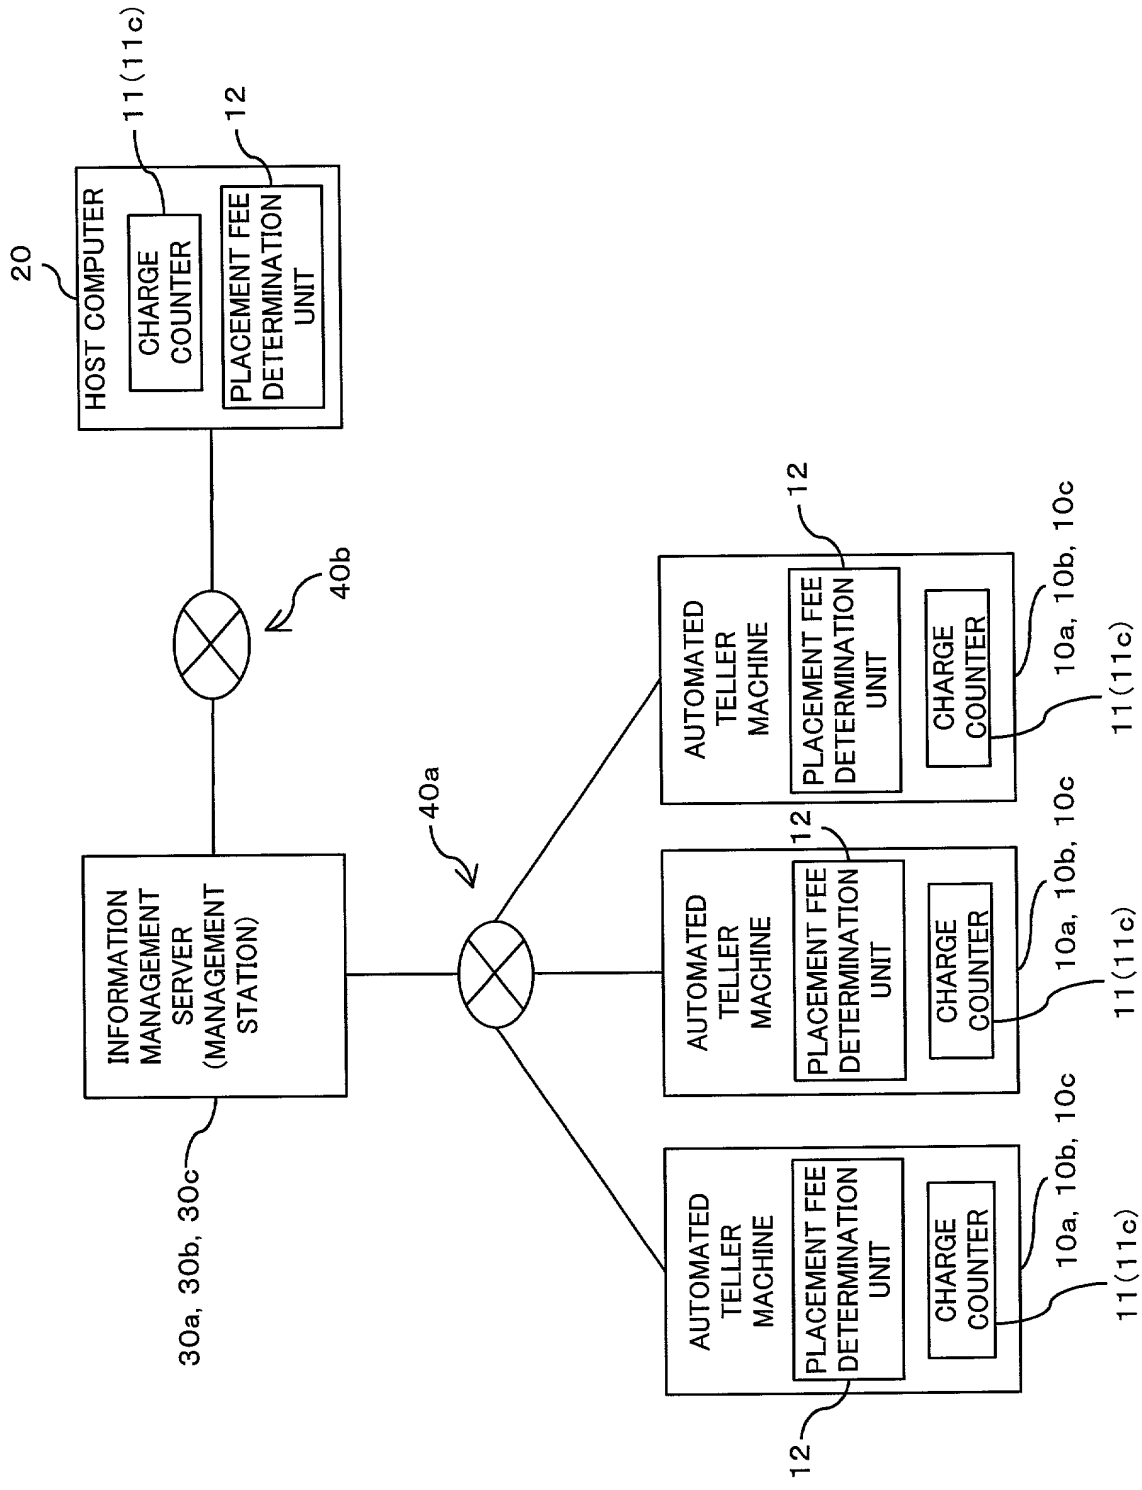 30a, 30b, 30c
INFORMATION
MANAGEMENT
SERVER
(MANAGEMENT
STATION)
40b
20
HOST COMPUTER
CHARGE
COUNTER
11(11c)
PLACEMENT FEE
DETERMINATION
UNIT
12
40a
AUTOMATED
TELLER
MACHINE
12
PLACEMENT FEE
DETERMINATION
UNIT
CHARGE
COUNTER
10a, 10b, 10c
11(11c)
AUTOMATED
TELLER
MACHINE
12
PLACEMENT FEE
DETERMINATION
UNIT
CHARGE
COUNTER
10a, 10b, 10c
11(11c)
AUTOMATED
TELLER
MACHINE
12
PLACEMENT FEE
DETERMINATION
UNIT
CHARGE
COUNTER
10a, 10b, 10c
11(11c)